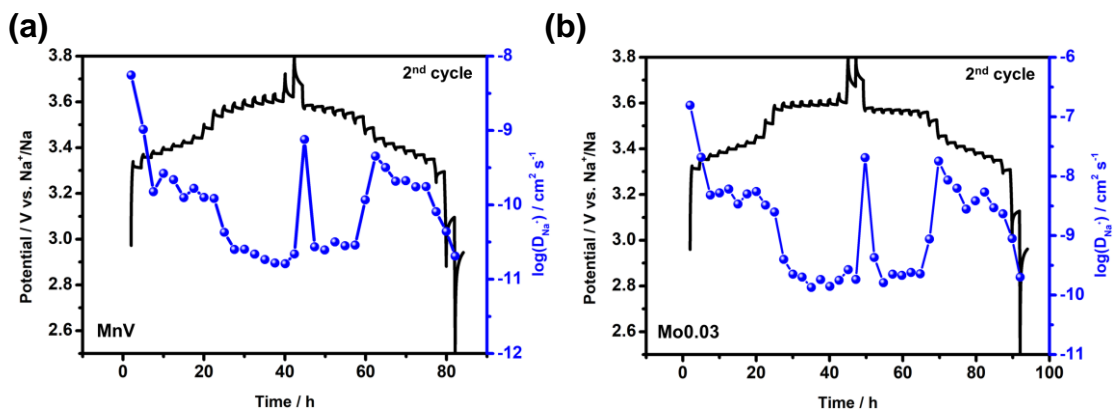 (a)
3.8
3.6
3.4
3.2
3.0
2.8
2.6
Potential / V vs. Na⁺/Na
2ⁿᵈ cycle
MnV
-8
-9
-10
-11
-12
log(D_Na⁺) / cm² s⁻¹
0 20 40 60 80
Time / h
(b)
3.8
3.6
3.4
3.2
3.0
2.8
2.6
Potential / V vs. Na⁺/Na
2ⁿᵈ cycle
Mo0.03
-6
-7
-8
-9
-10
-11
log(D_Na⁺) / cm² s⁻¹
0 20 40 60 80 100
Time / h